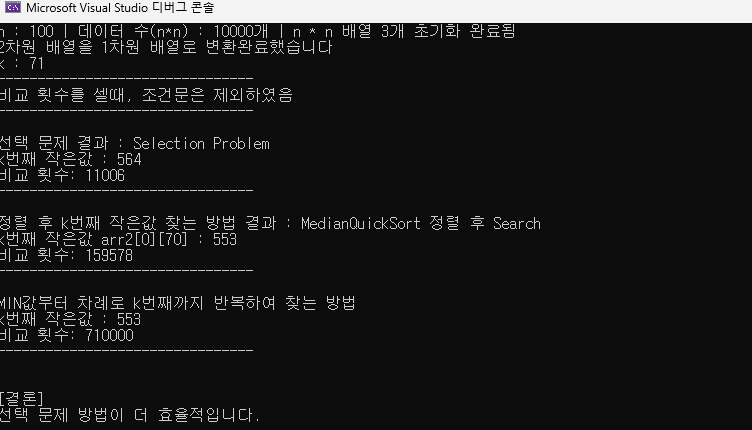 Microsoft Visual Studio 디버그 콘솔
n : 100 | 데이터 수(n*n) : 10000개 | n * n 배열 3개 초기화 완료됨
2차원 배열을 1차원 배열로 변환완료했습니다
k : 71
--------------------------------
비교 횟수를 셀때, 조건문은 제외하였음
--------------------------------
선택 문제 결과 : Selection Problem
k번째 작은값 : 564
비교 횟수: 11006
--------------------------------
정렬 후 k번째 작은값 찾는 방법 결과 : MedianQuickSort 정렬 후 Search
k번째 작은값 arr2[0][70] : 553
비교 횟수: 159578
--------------------------------
MIN값부터 차례로 k번째까지 반복하여 찾는 방법
k번째 작은값 : 553
비교 횟수: 710000
--------------------------------
[결론]
선택 문제 방법이 더 효율적입니다.